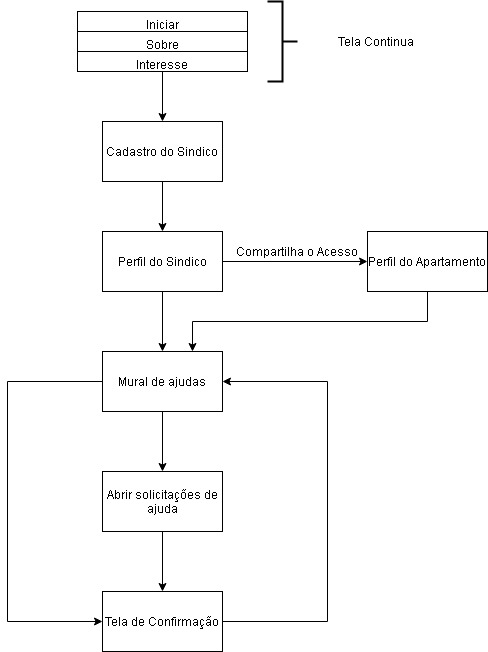 Iniciar
Sobre
Interesse
Tela Continua
Cadastro do Sindico
Perfil do Sindico
Compartilha o Acesso
Perfil do Apartamento
Mural de ajudas
Abrir solicitações de
ajuda
Tela de Confirmação